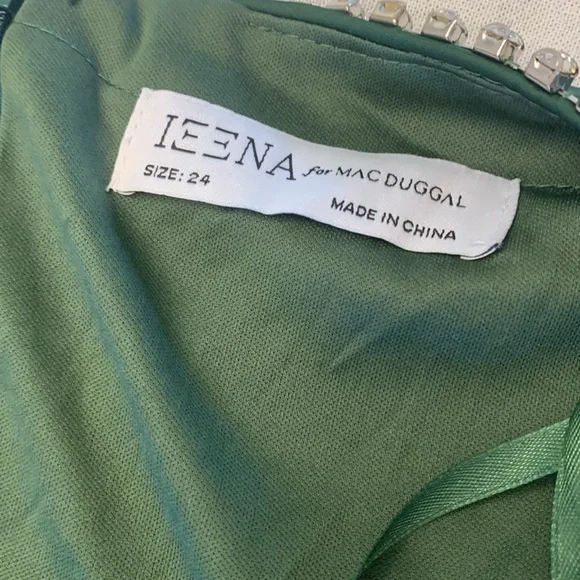 IEENA for MAC DUGGAL
SIZE: 24
MADE IN CHINA